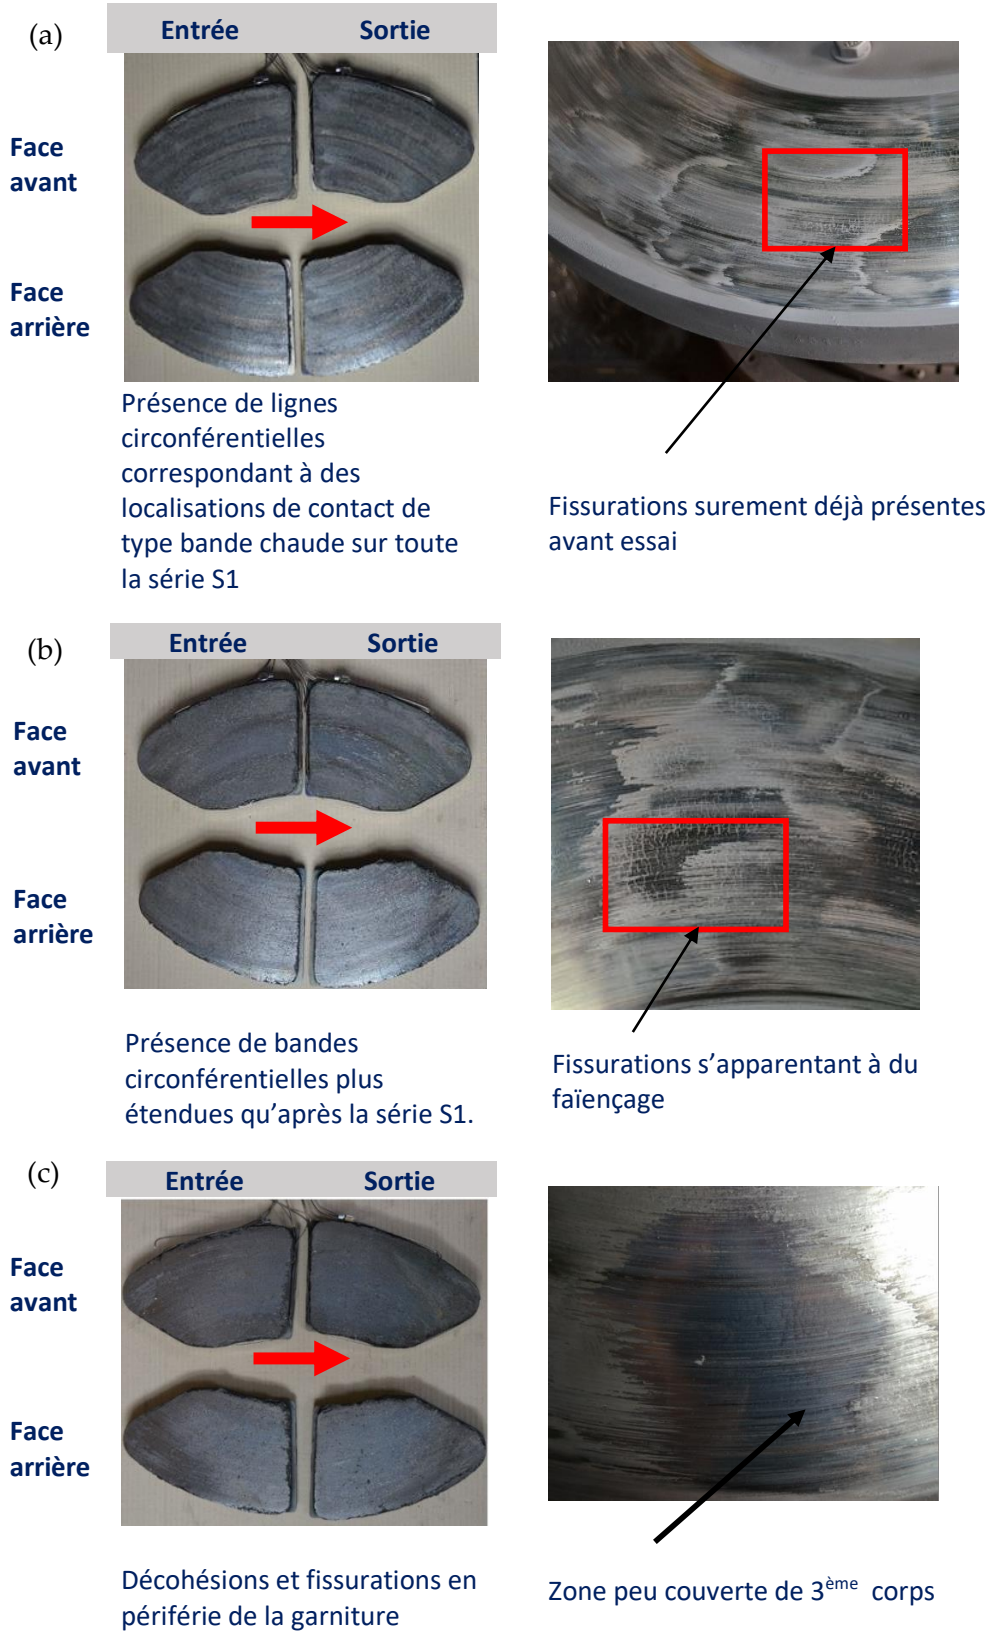 (a)
Entrée Sortie
Face
avant
Face
arrière
Présence de lignes
circonférentielles
correspondant à des
localisations de contact de
type bande chaude sur toute
la série S1
Fissurations surement déjà présentes
avant essai
(b)
Entrée Sortie
Face
avant
Face
arrière
Présence de bandes
circonférentielles plus
étendues qu’après la série S1.
Fissurations s’apparentant à du
faïençage
(c)
Entrée Sortie
Face
avant
Face
arrière
Décohésions et fissurations en
périférie de la garniture
Zone peu couverte de 3ème corps